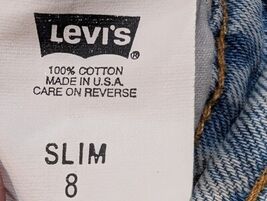 Levi's
®
100% COTTON
MADE IN U.S.A.
CARE ON REVERSE
SLIM
8